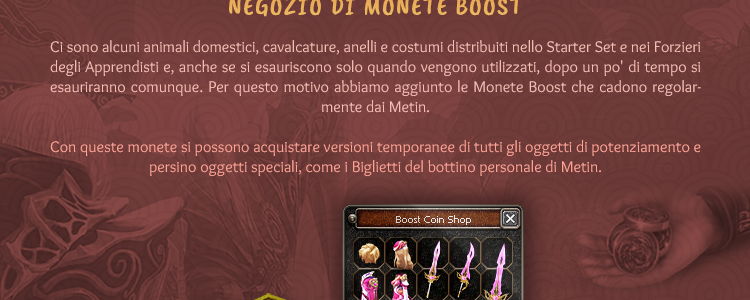 NEGOZIO DI MONETE BOOST
Ci sono alcuni animali domestici, cavalcature, anelli e costumi distribuiti nello Starter Set e nei Forzieri
degli Apprendisti e, anche se si esauriscono solo quando vengono utilizzati, dopo un po' di tempo si
esauriranno comunque. Per questo motivo abbiamo aggiunto le Monete Boost che cadono regolar-
mente dai Metin.
Con queste monete si possono acquistare versioni temporanee di tutti gli oggetti di potenziamento e
persino oggetti speciali, come i Biglietti del bottino personale di Metin.
Boost Coin Shop